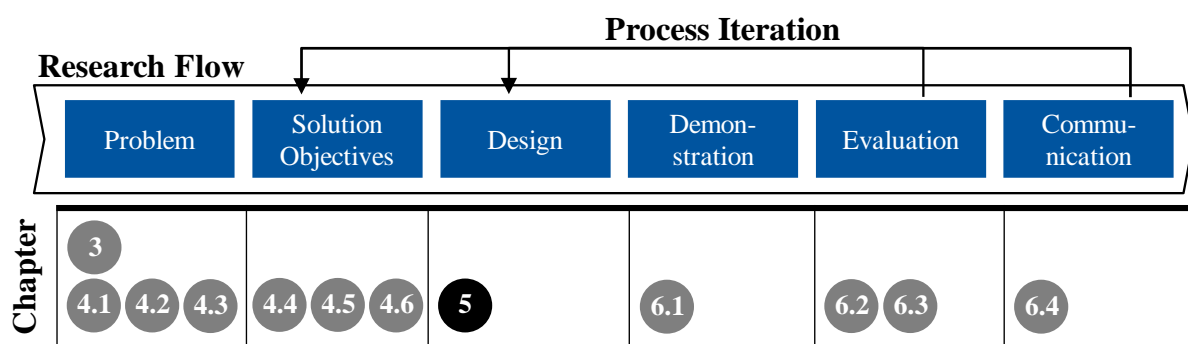 Process Iteration
Research Flow
Problem
Solution
Objectives
Design
Demon-
stration
Evaluation
Commu-
nication
Chapter
3
4.1 4.2 4.3
4.4 4.5 4.6
5
6.1
6.2 6.3
6.4